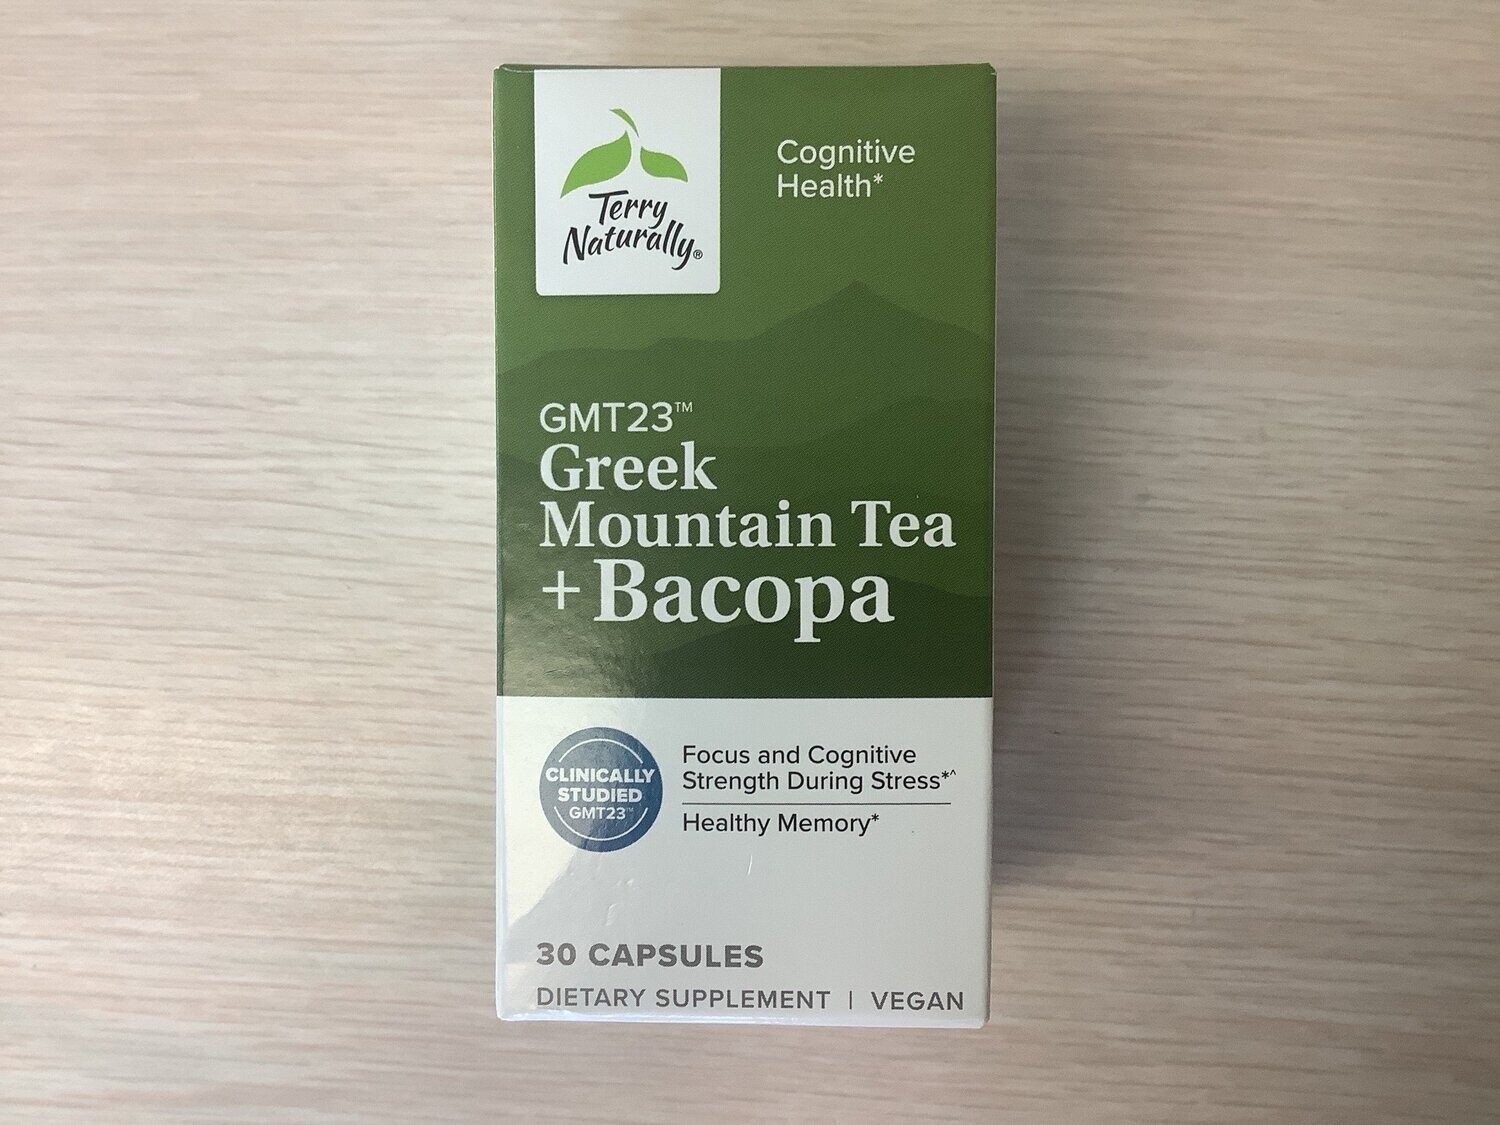 Terry
Naturally®
Cognitive
Health*
GMT23™
Greek
Mountain Tea
+ Bacopa
CLINICALLY
STUDIED
GMT23™
Focus and Cognitive
Strength During Stress*^
Healthy Memory*
30 CAPSULES
DIETARY SUPPLEMENT | VEGAN